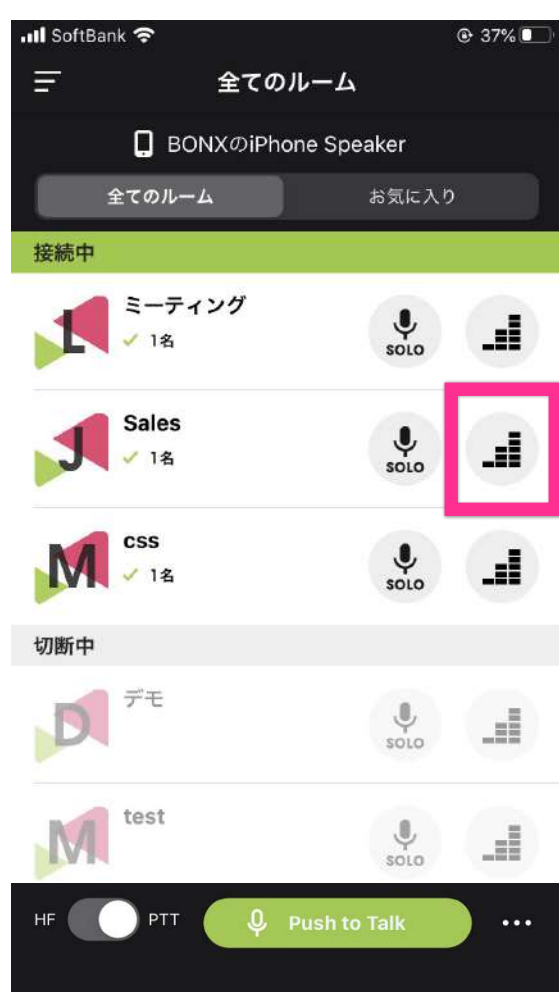 SoftBank 37%
全てのルーム
BONXのiPhone Speaker
全てのルーム お気に入り
接続中
L ミーティング
1名
SOLO
J Sales
1名
SOLO
M css
1名
SOLO
切断中
D デモ
SOLO
M test
SOLO
HF PTT Push to Talk